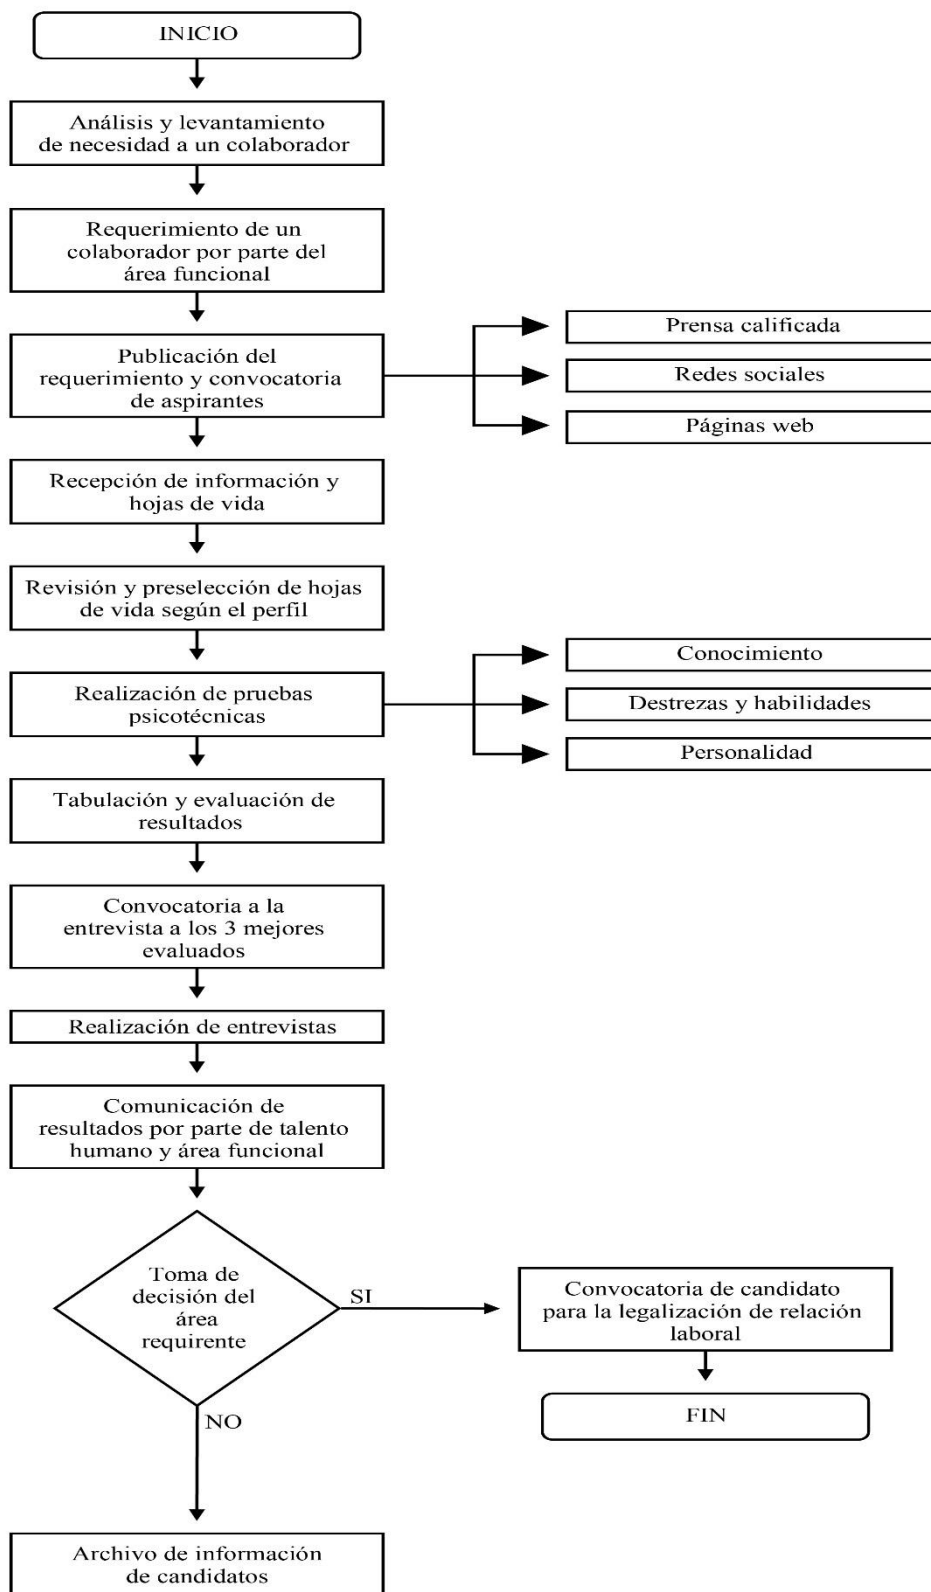 INICIO
Análisis y levantamiento
de necesidad a un colaborador
Requerimiento de un
colaborador por parte del
área funcional
Publicación del
requerimiento y convocatoria
de aspirantes
Prensa calificada
Redes sociales
Páginas web
Recepción de información y
hojas de vida
Revisión y preselección de hojas
de vida según el perfil
Realización de pruebas
psicotécnicas
Conocimiento
Destrezas y habilidades
Personalidad
Tabulación y evaluación de
resultados
Convocatoria a la
entrevista a los 3 mejores
evaluados
Realización de entrevistas
Comunicación de
resultados por parte de talento
humano y área funcional
Toma de
decisión del
área
requirente
SI
Convocatoria de candidato
para la legalización de relación
laboral
FIN
NO
Archivo de información
de candidatos